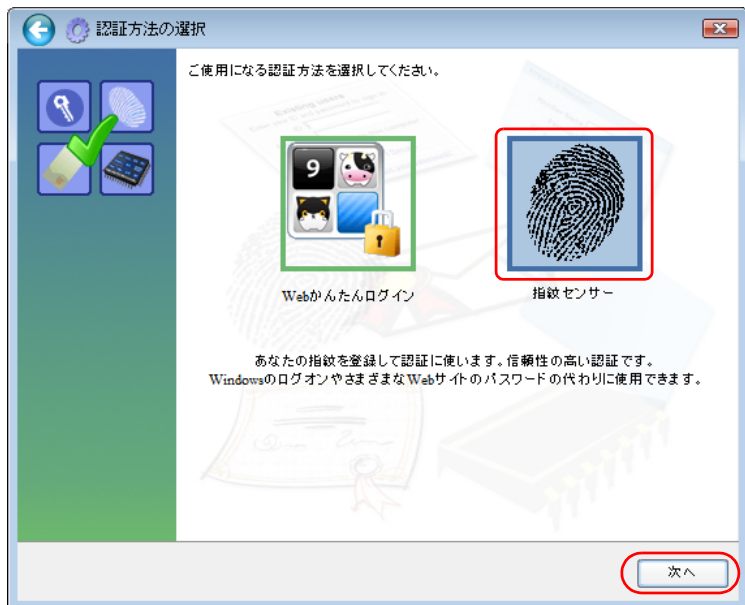 認証方法の選択
ご使用になる認証方法を選択してください。
9
Webかんたんログイン
指紋センサー
あなたの指紋を登録して認証に使います。信頼性の高い認証です。
WindowsのログオンやさまざまなWebサイトのパスワードの代わりに使用できます。
次へ